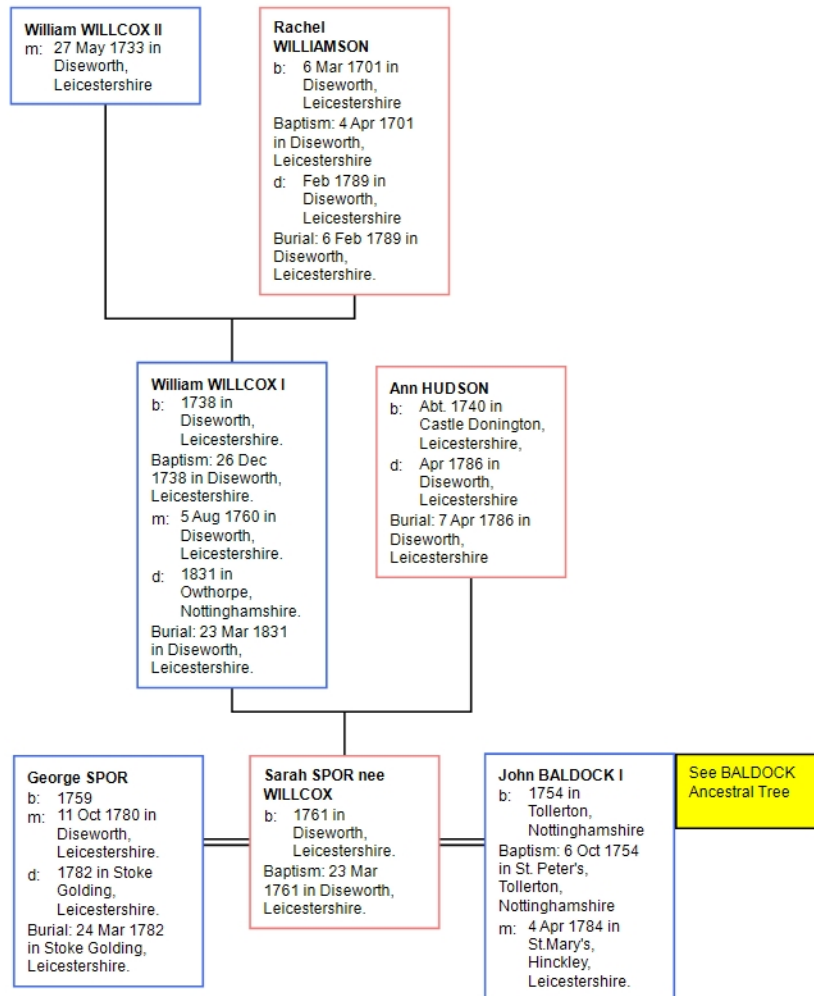 William WILLCOX II
m: 27 May 1733 in
Diseworth,
Leicestershire
Rachel
WILLIAMSON
b: 6 Mar 1701 in
Diseworth,
Leicestershire
Baptism: 4 Apr 1701
in Diseworth,
Leicestershire
d: Feb 1789 in
Diseworth,
Leicestershire
Burial: 6 Feb 1789 in
Diseworth,
Leicestershire.
William WILLCOX I
b: 1738 in
Diseworth,
Leicestershire.
Baptism: 26 Dec
1738 in Diseworth,
Leicestershire.
m: 5 Aug 1760 in
Diseworth,
Leicestershire.
d: 1831 in
Owthorpe,
Nottinghamshire.
Burial: 23 Mar 1831
in Diseworth,
Leicestershire.
Ann HUDSON
b: Abt. 1740 in
Castle Donington,
Leicestershire,
d: Apr 1786 in
Diseworth,
Leicestershire
Burial: 7 Apr 1786 in
Diseworth,
Leicestershire
George SPOR
b: 1759
m: 11 Oct 1780 in
Diseworth,
Leicestershire.
d: 1782 in Stoke
Golding,
Leicestershire.
Burial: 24 Mar 1782
in Stoke Golding,
Leicestershire.
Sarah SPOR nee
WILLCOX
b: 1761 in
Diseworth,
Leicestershire.
Baptism: 23 Mar
1761 in Diseworth,
Leicestershire.
John BALDOCK I
b: 1754 in
Tollerton,
Nottinghamshire
Baptism: 6 Oct 1754
in St. Peter's,
Tollerton,
Nottinghamshire
m: 4 Apr 1784 in
St.Mary's,
Hinckley,
Leicestershire.
See BALDOCK
Ancestral Tree